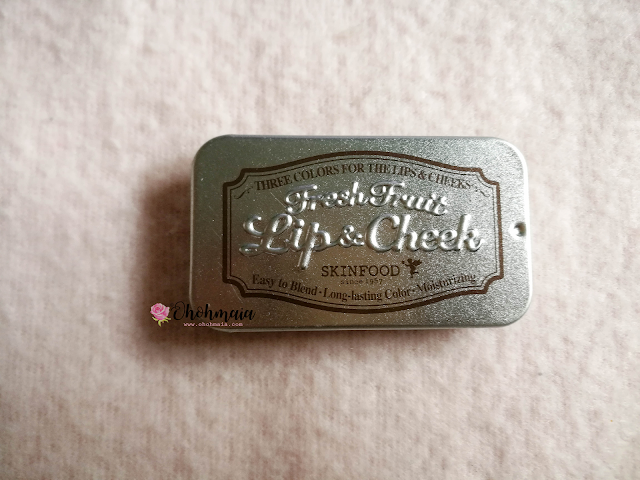 THREE COLORS FOR THE LIPS & CHEEKS
Fresh Fruit
Lip & Cheek
SKINFOOD
since 1957
Easy to Blend · Long-lasting Color · Moisturizing
Ohohmaia
www.ohohmaia.com